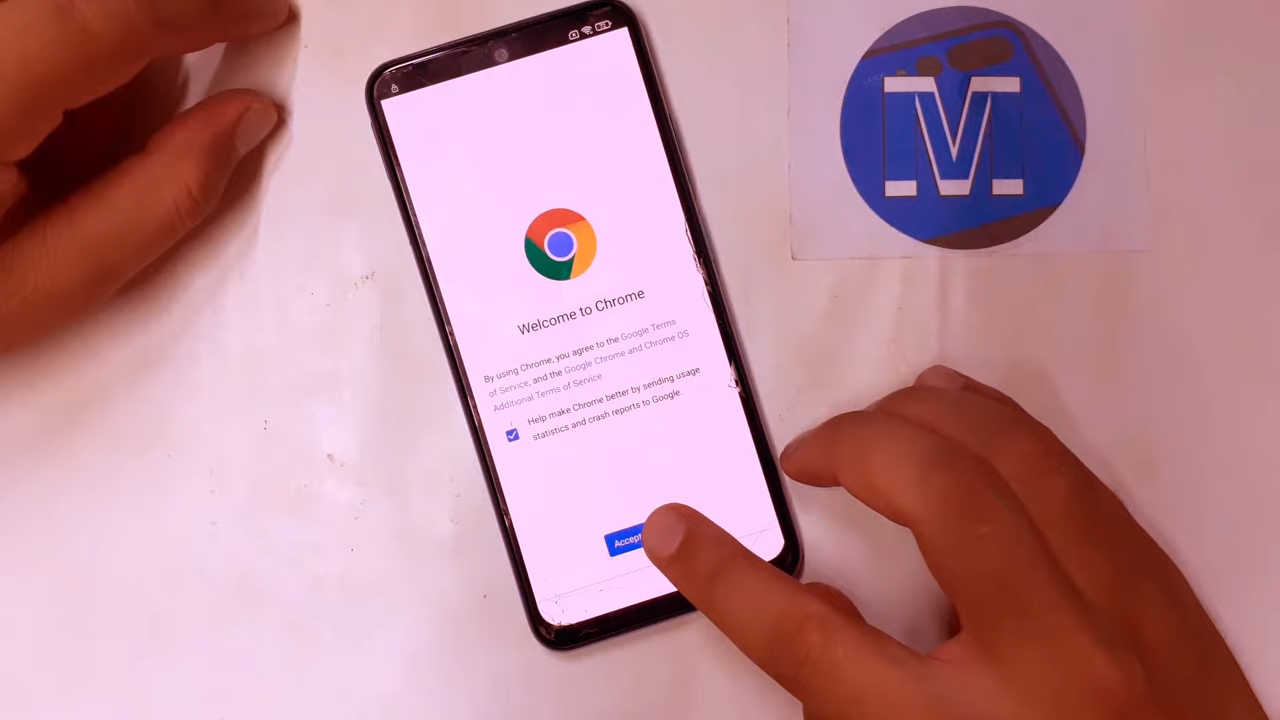 M
Welcome to Chrome
By using Chrome, you agree to the Google Terms
of Service, and the Google Chrome and Chrome OS
Additional Terms of Service.
Help make Chrome better by sending usage
statistics and crash reports to Google.
Accept